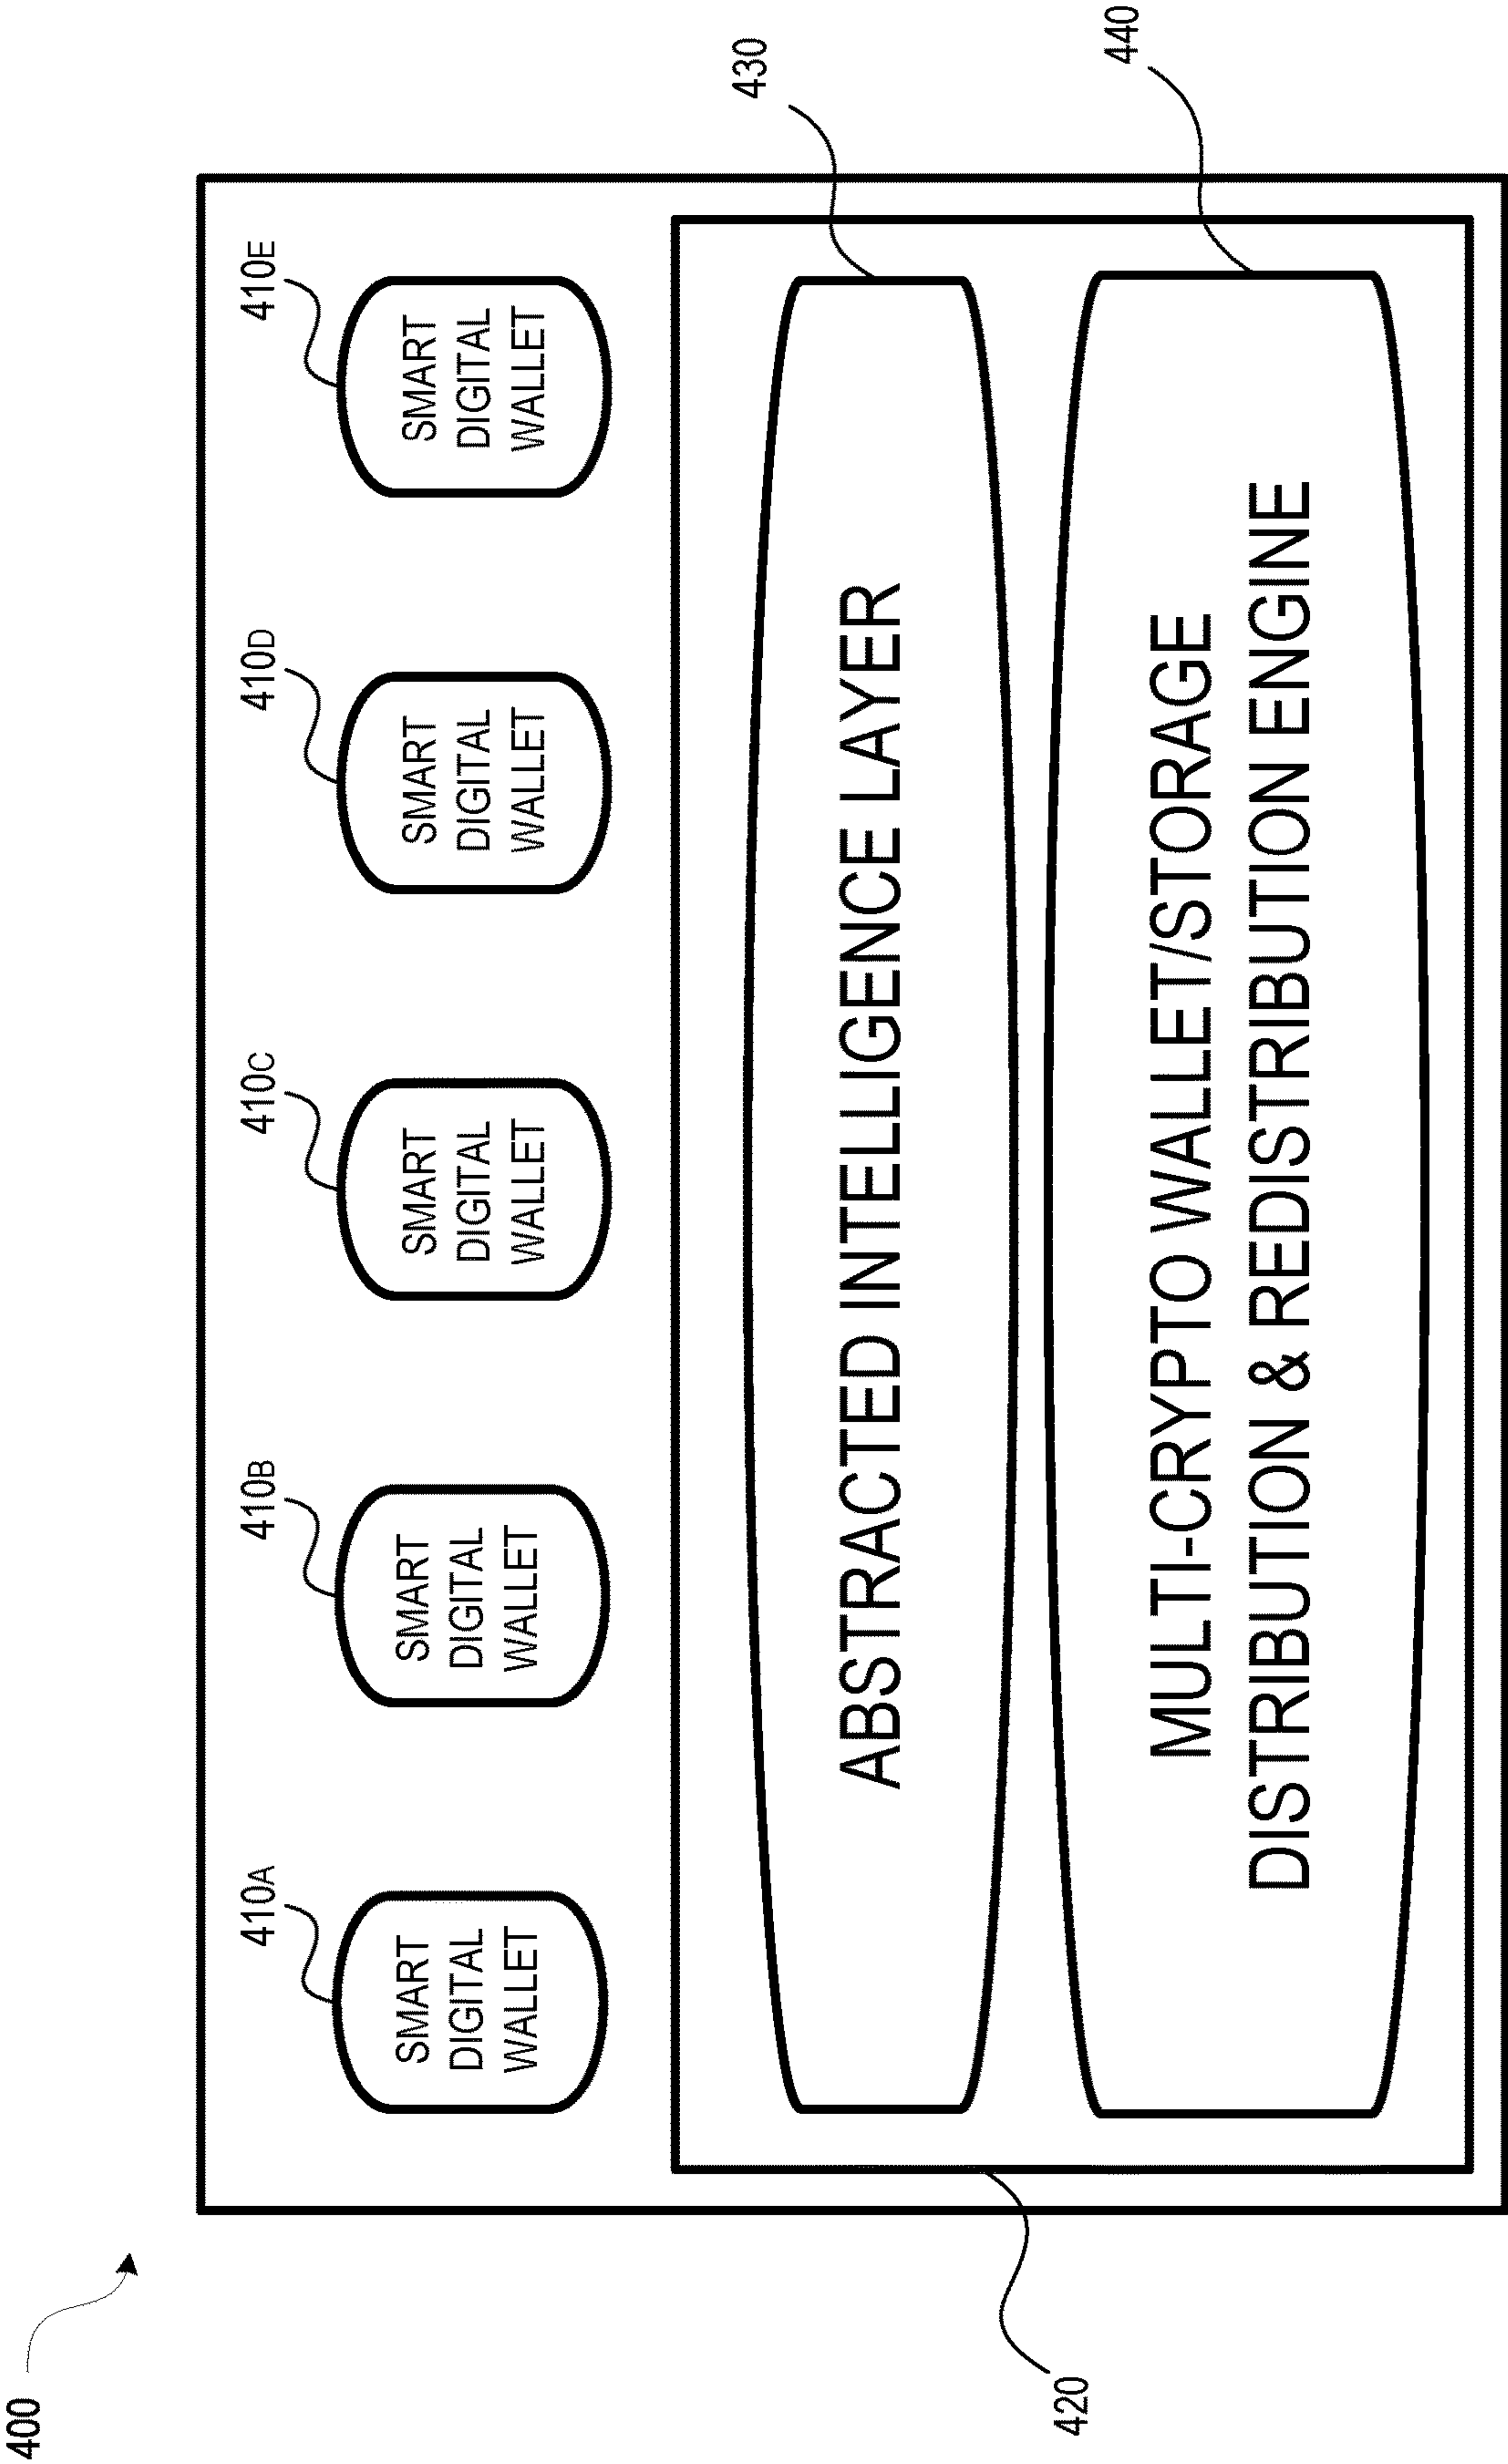 400
410A
410B
410C
410D
410E
SMART
DIGITAL
WALLET
SMART
DIGITAL
WALLET
SMART
DIGITAL
WALLET
SMART
DIGITAL
WALLET
SMART
DIGITAL
WALLET
430
ABSTRACTED INTELLIGENCE LAYER
420
440
MULTI-CRYPTO WALLET/STORAGE
DISTRIBUTION & REDISTRIBUTION ENGINE